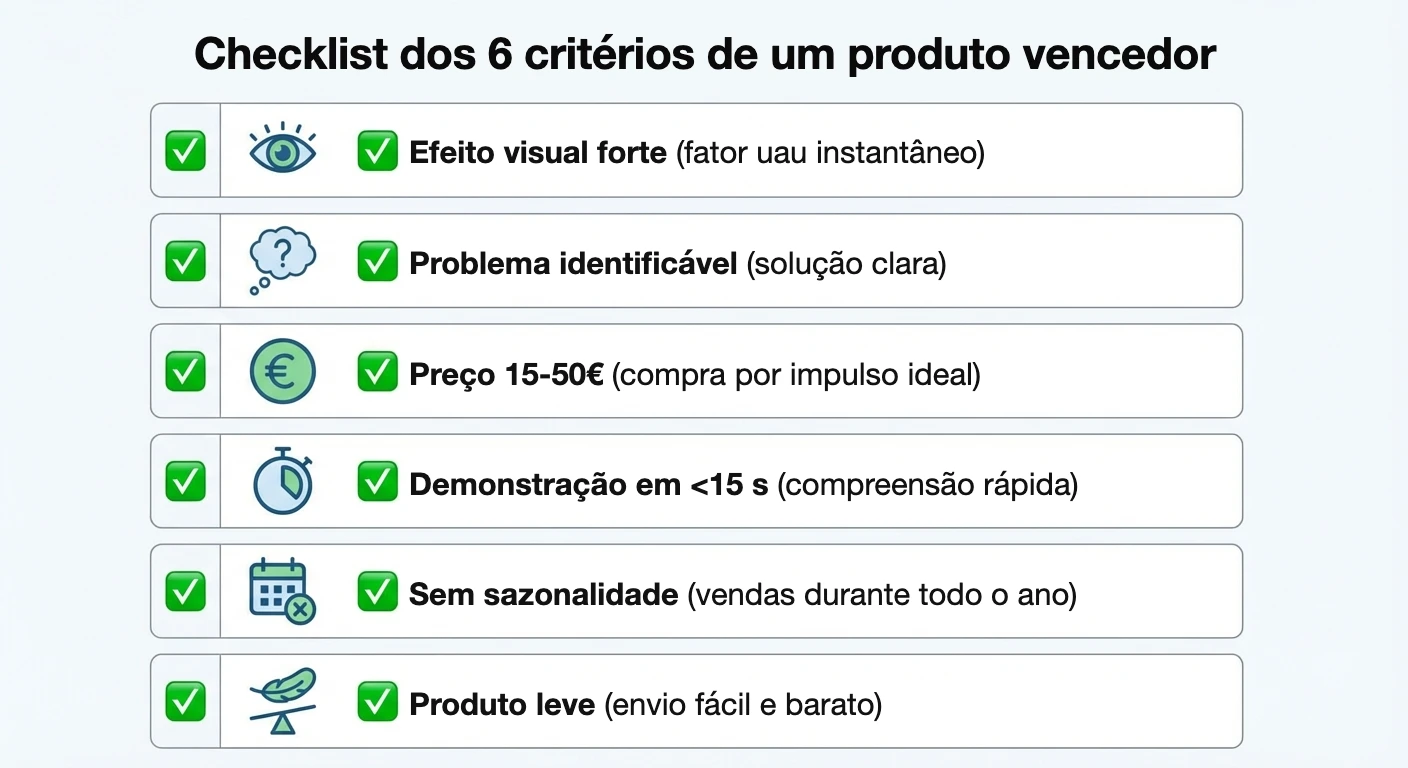 Checklist dos 6 critérios de um produto vencedor
✅ ✅ Efeito visual forte (fator uau instantâneo)
✅ ? ✅ Problema identificável (solução clara)
✅ € ✅ Preço 15-50€ (compra por impulso ideal)
✅ ✅ Demonstração em <15 s (compreensão rápida)
✅ ✅ Sem sazonalidade (vendas durante todo o ano)
✅ ✅ Produto leve (envio fácil e barato)